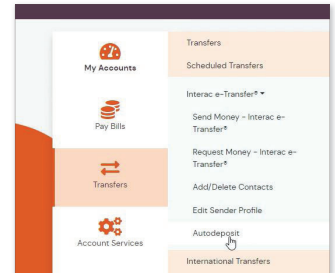 My Accounts
Pay Bills
Transfers
Account Services
Transfers
Scheduled Transfers
Interac e-Transfer®
Send Money - Interac e-
Transfer®
Request Money - Interac e-
Transfer®
Add/Delete Contacts
Edit Sender Profile
Autodeposit
International Transfers